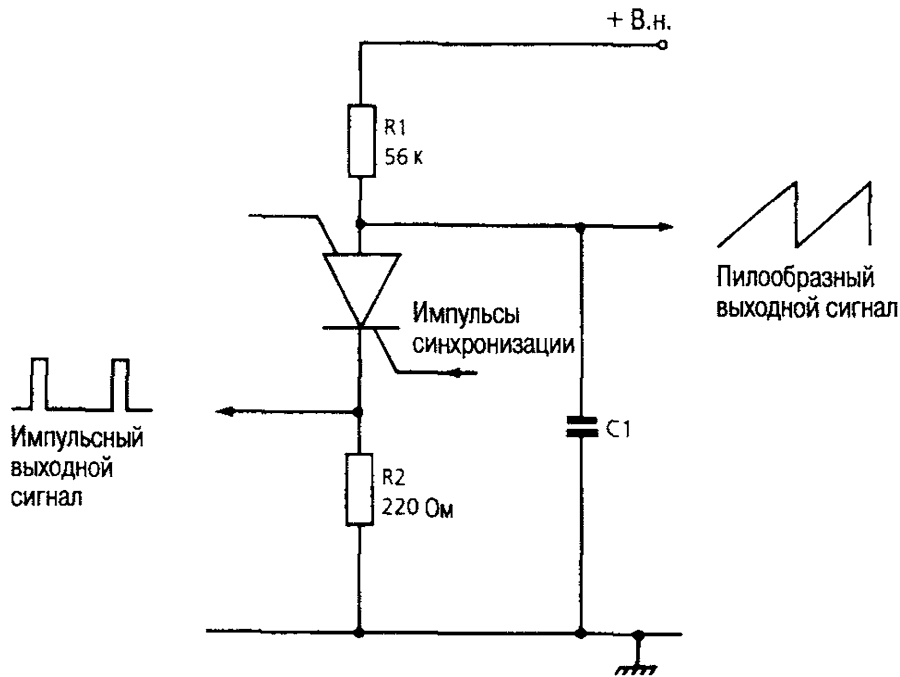 + В.н.
R1
56 к
Пилообразный
выходной сигнал
Импульсы
синхронизации
Импульсный
выходной
сигнал
C1
R2
220 Ом